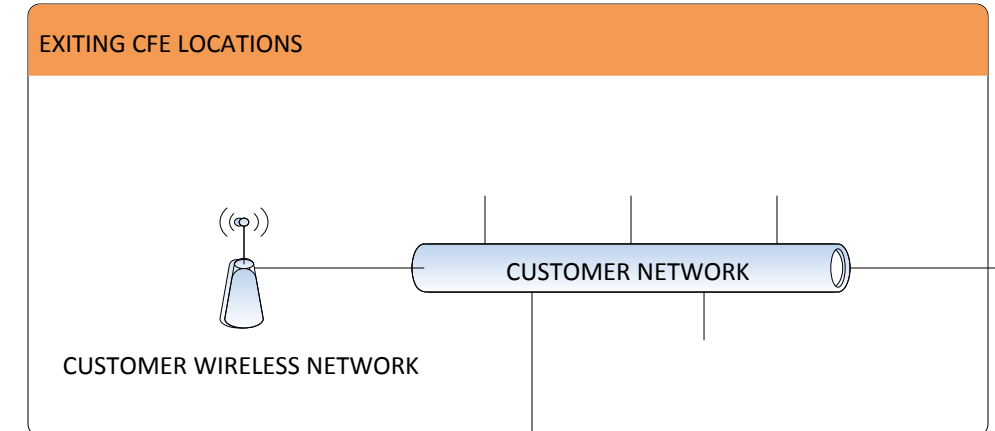 EXITING CFE LOCATIONS
CUSTOMER NETWORK
CUSTOMER WIRELESS NETWORK